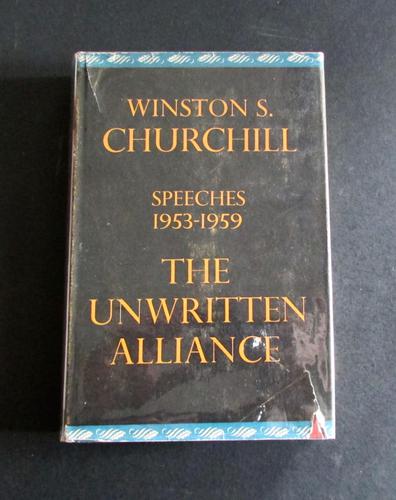 WINSTON S.
CHURCHILL
SPEECHES
1953-1959
THE
UNWRITTEN
ALLIANCE